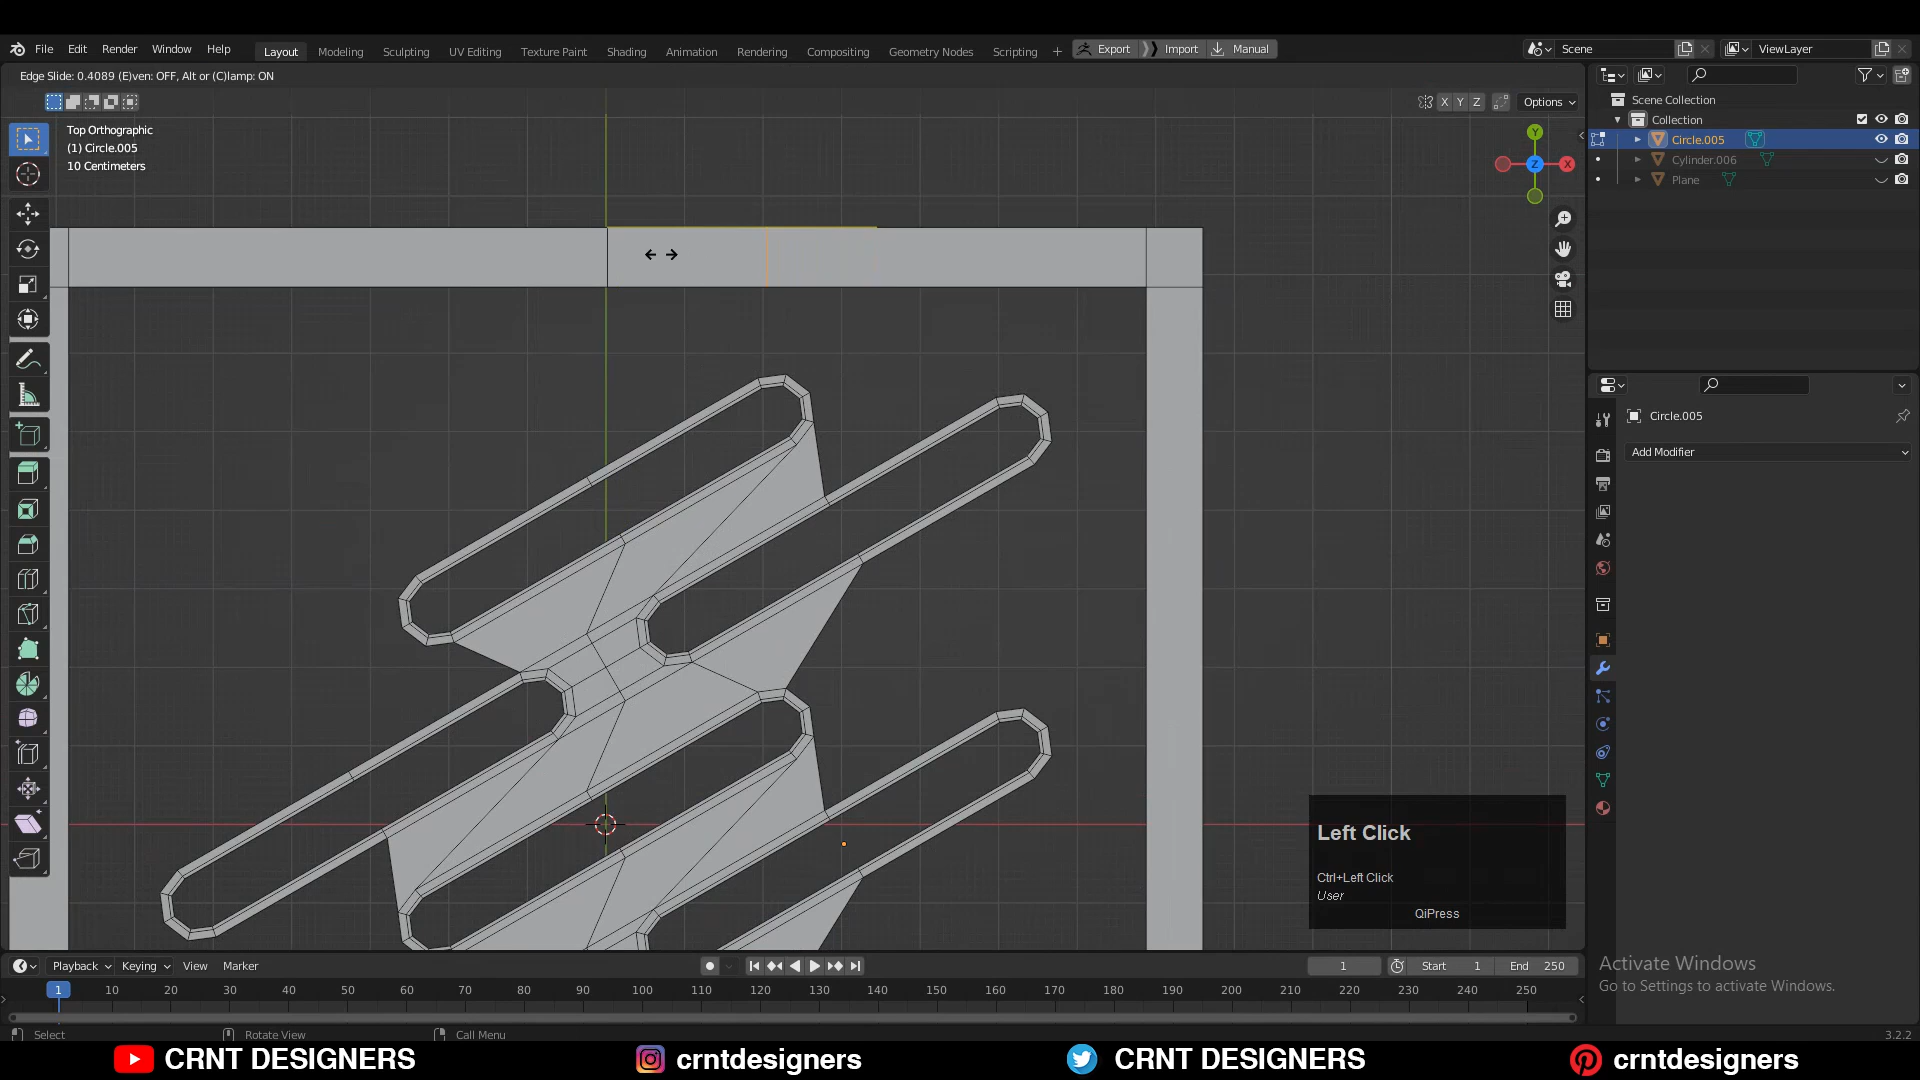 File Edit Render Window Help Layout Modeling Sculpting UV Editing Texture Paint Shading Animation Rendering Compositing Geometry Nodes Scripting + Export Import Manual Scene ViewLayer
Edge Slide: 0.4089 (E)ven: OFF, Alt or (C)lamp: ON
X Y Z Options
Top Orthographic
(1) Circle.005
10 Centimeters
Y
Z
X
Scene Collection
Collection
Circle.005
Cylinder.006
Plane
Circle.005
Add Modifier
Left Click
Ctrl+Left Click
User
QiPress
Activate Windows
Go to Settings to activate Windows.
Playback Keying View Marker 1 Start 1 End 250
1 10 20 30 40 50 60 70 80 90 100 110 120 130 140 150 160 170 180 190 200 210 220 230 240 250
Select Rotate View Call Menu 3.2.2
CRNT DESIGNERS crntdesigners CRNT DESIGNERS crntdesigners